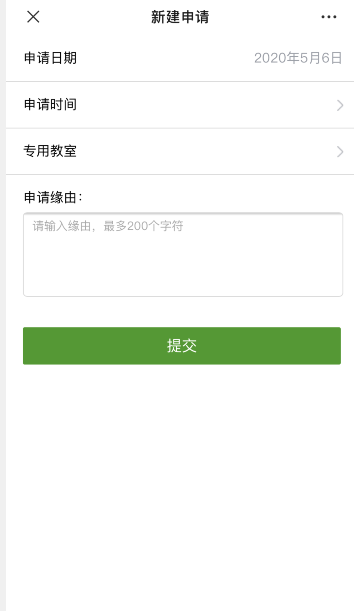 新建申请
申请日期 2020年5月6日
申请时间
专用教室
申请缘由：
请输入缘由，最多200个字符
提交